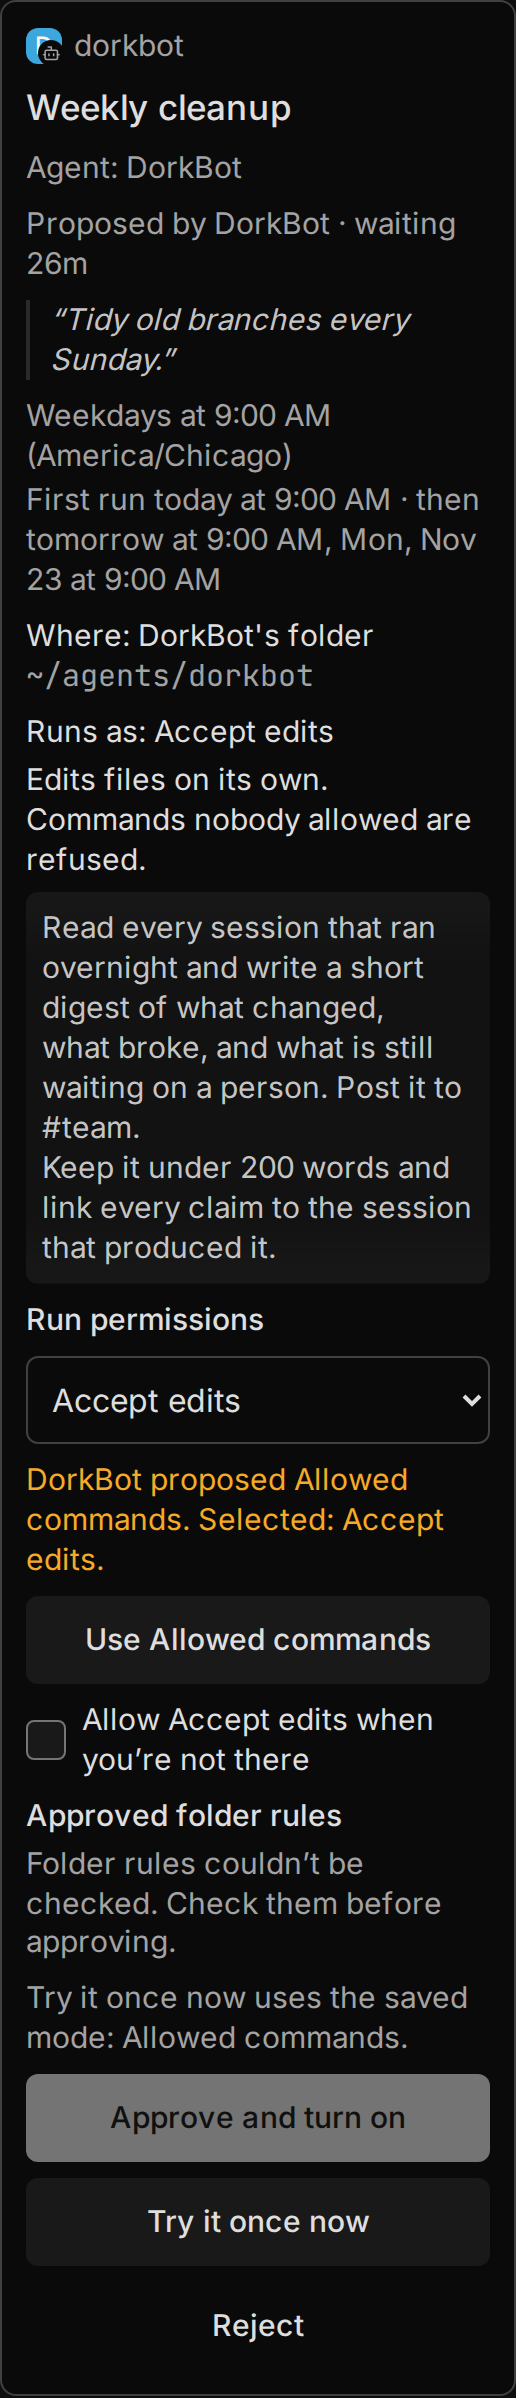 dorkbot
Weekly cleanup
Agent: DorkBot
Proposed by DorkBot · waiting
26m
“Tidy old branches every
Sunday.”
Weekdays at 9:00 AM
(America/Chicago)
First run today at 9:00 AM · then
tomorrow at 9:00 AM, Mon, Nov
23 at 9:00 AM
Where: DorkBot's folder
~/agents/dorkbot
Runs as: Accept edits
Edits files on its own.
Commands nobody allowed are
refused.
Read every session that ran
overnight and write a short
digest of what changed,
what broke, and what is still
waiting on a person. Post it to
#team.
Keep it under 200 words and
link every claim to the session
that produced it.
Run permissions
Accept edits
DorkBot proposed Allowed
commands. Selected: Accept
edits.
Use Allowed commands
Allow Accept edits when
you’re not there
Approved folder rules
Folder rules couldn’t be
checked. Check them before
approving.
Try it once now uses the saved
mode: Allowed commands.
Approve and turn on
Try it once now
Reject